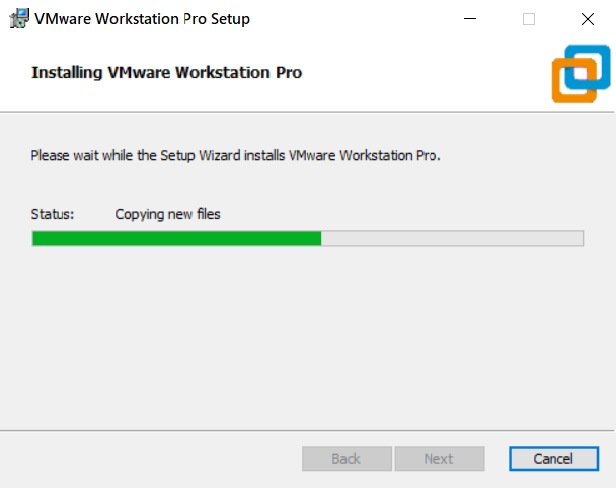 VMware Workstation Pro Setup
Installing VMware Workstation Pro
Please wait while the Setup Wizard installs VMware Workstation Pro.
Status: Copying new files
Back Next Cancel